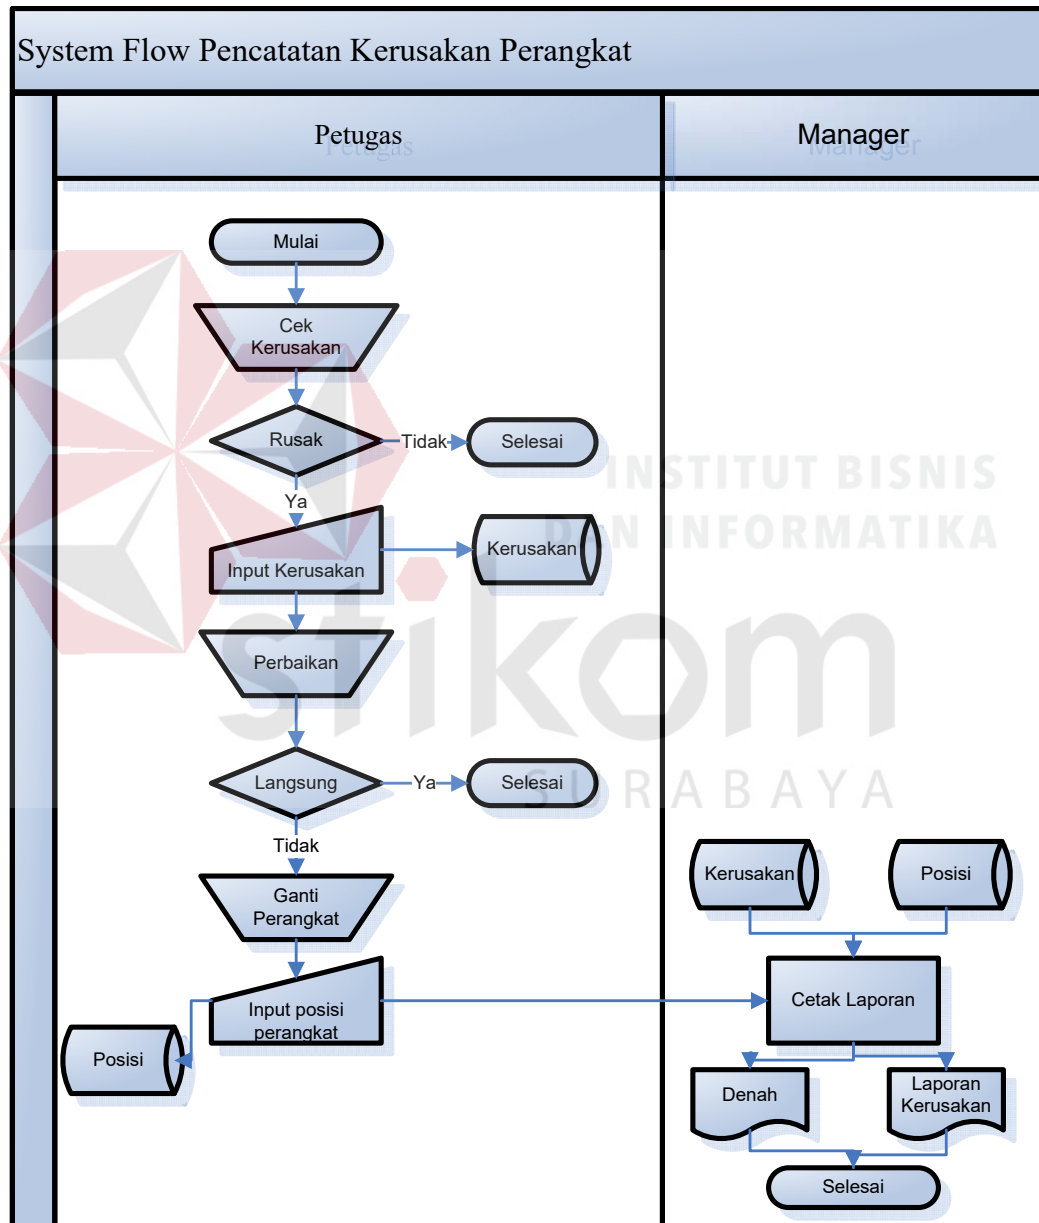 System Flow Pencatatan Kerusakan Perangkat
Petugas
Manager
Mulai
Cek
Kerusakan
Rusak
Tidak
Selesai
Ya
Input Kerusakan
Kerusakan
Perbaikan
Langsung
Ya
Selesai
Tidak
Ganti
Perangkat
Input posisi
perangkat
Posisi
Kerusakan
Posisi
Cetak Laporan
Denah
Laporan
Kerusakan
Selesai
INSTITUT BISNIS
DAN INFORMATIKA
stikom
SURABAYA